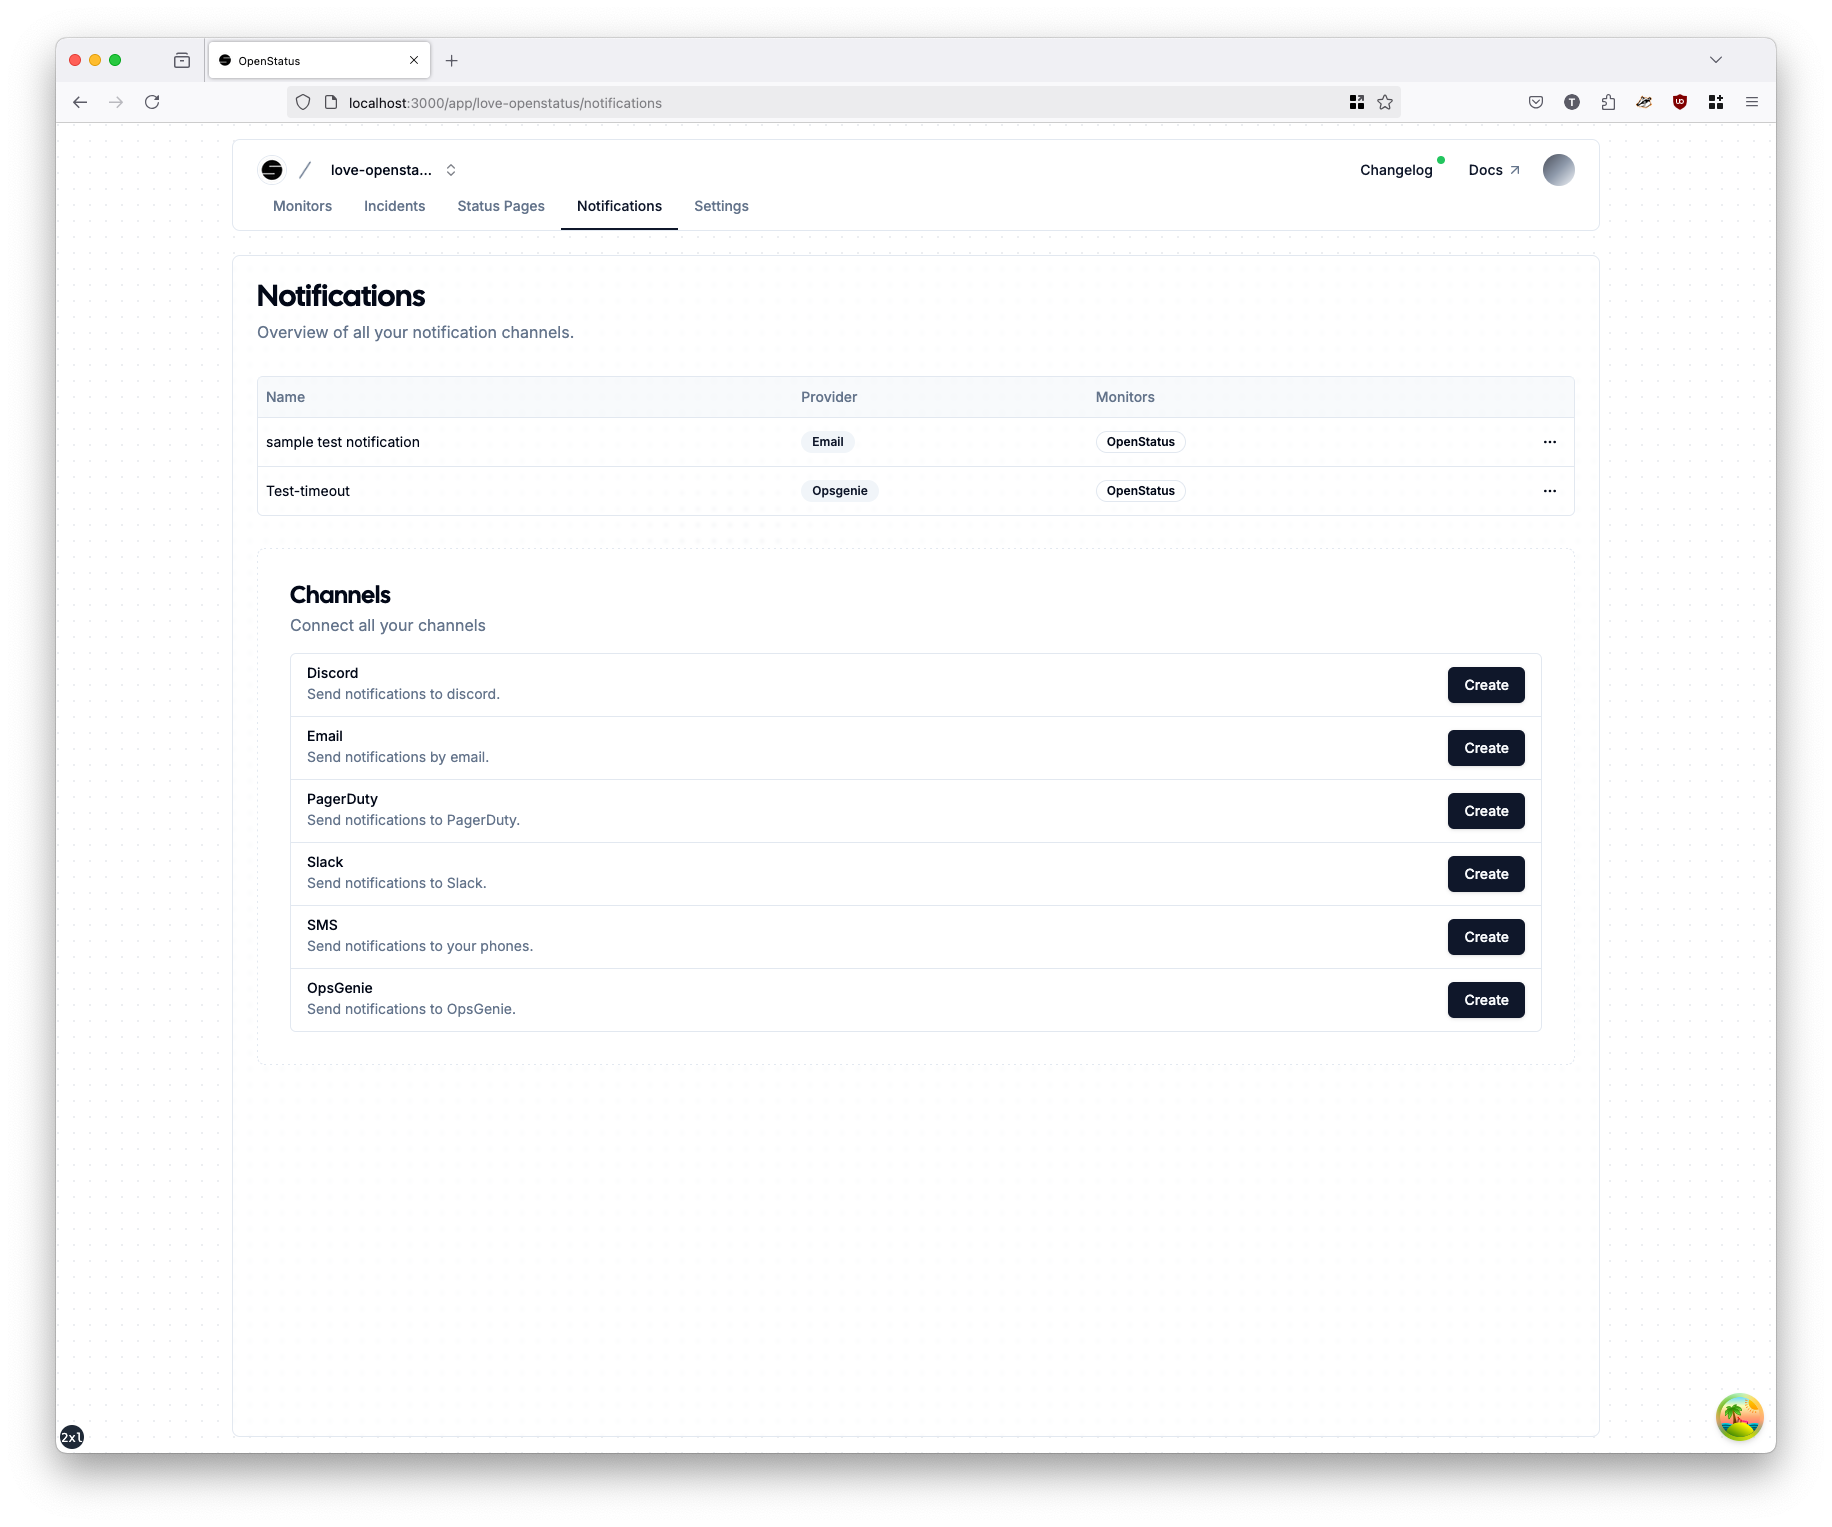 OpenStatus
localhost:3000/app/love-openstatus/notifications
T
love-opensta...
Changelog
Docs
Monitors
Incidents
Status Pages
Notifications
Settings
Notifications
Overview of all your notification channels.
Name
Provider
Monitors
sample test notification
Email
OpenStatus
Test-timeout
Opsgenie
OpenStatus
Channels
Connect all your channels
Discord
Send notifications to discord.
Create
Email
Send notifications by email.
Create
PagerDuty
Send notifications to PagerDuty.
Create
Slack
Send notifications to Slack.
Create
SMS
Send notifications to your phones.
Create
OpsGenie
Send notifications to OpsGenie.
Create
2xl